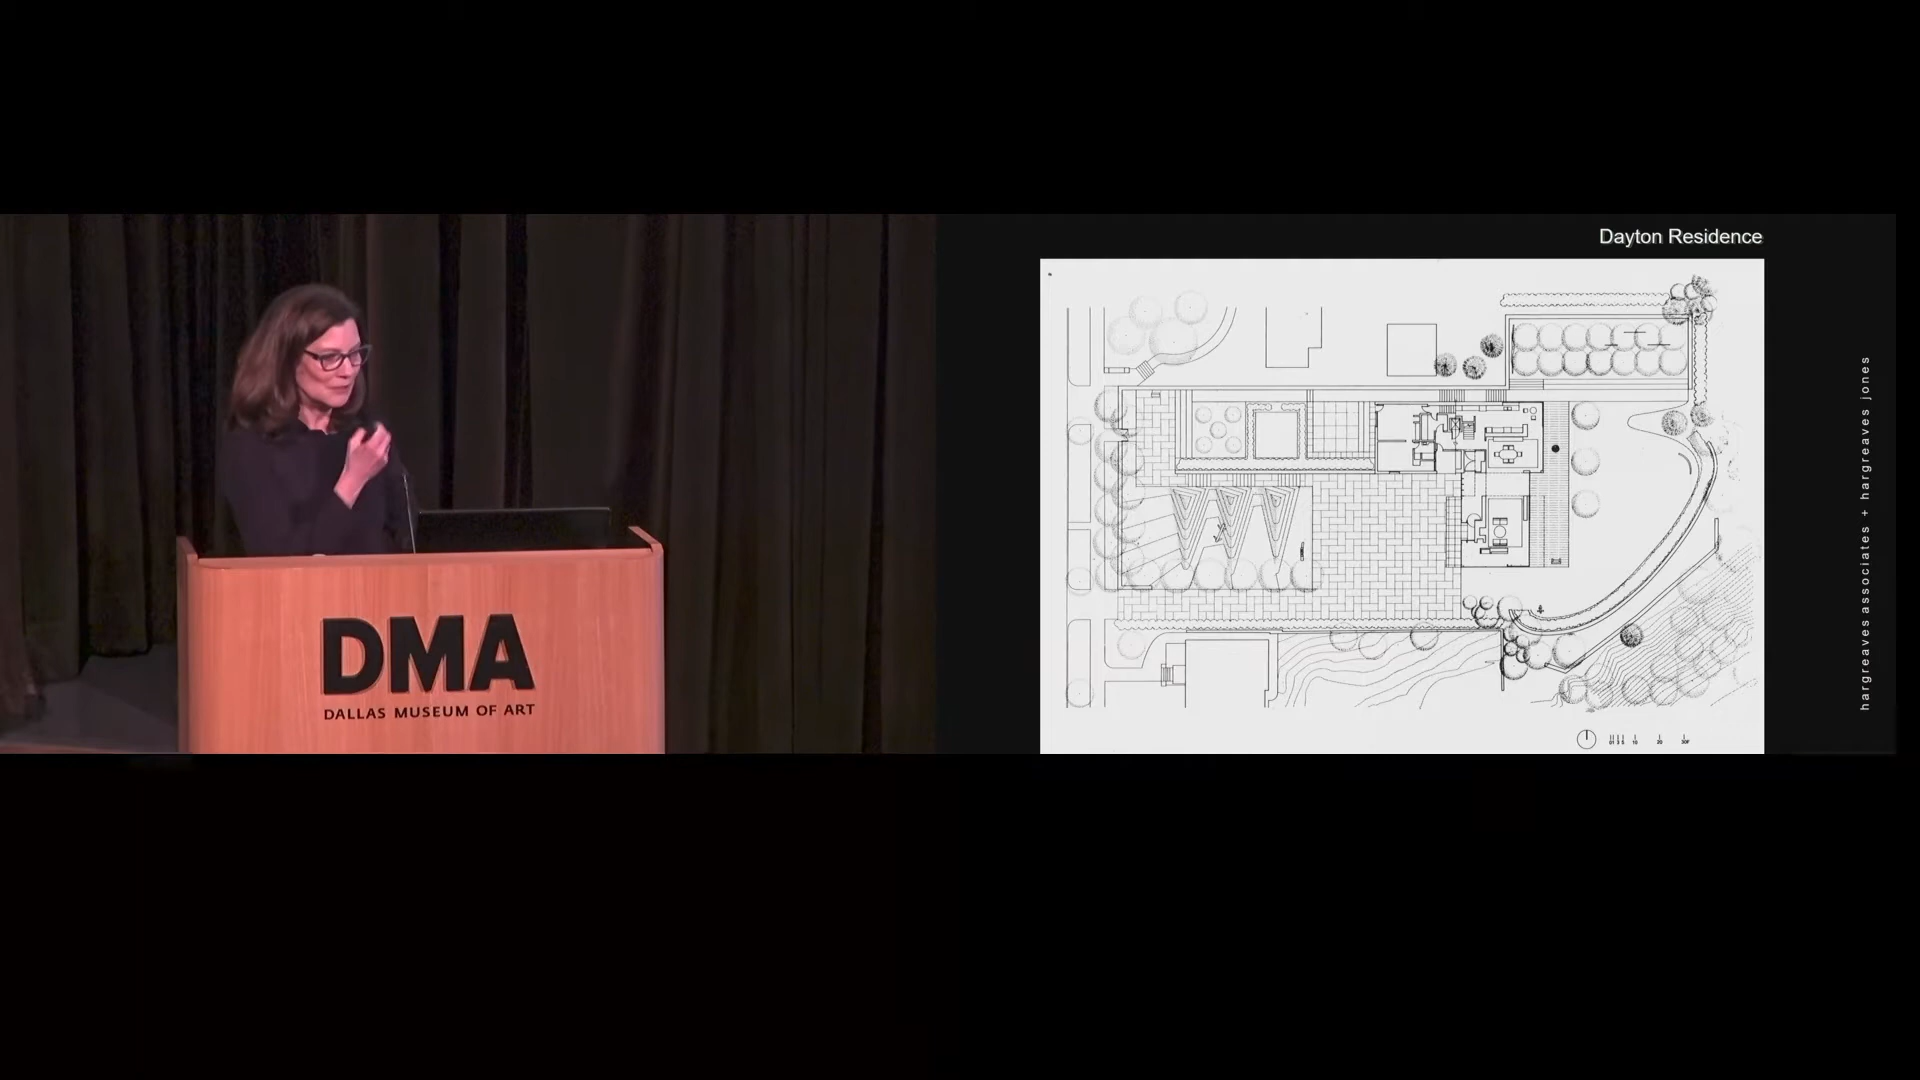 DMA
DALLAS MUSEUM OF ART
Dayton Residence
hargreaves associates + hargreaves jones